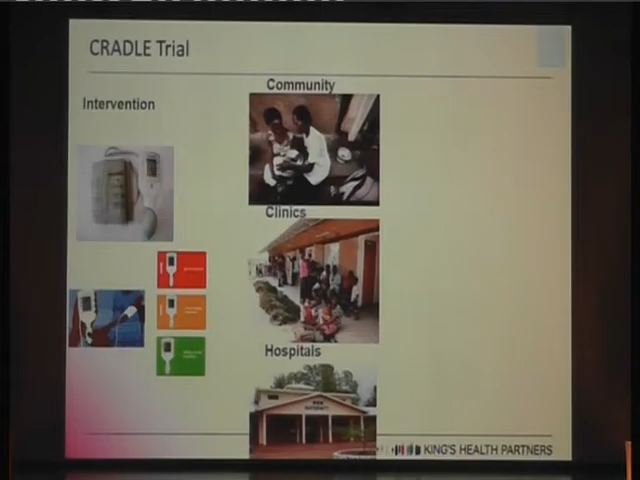 CRADLE Trial
Intervention
Community
Clinics
Hospitals
KING'S HEALTH PARTNERS